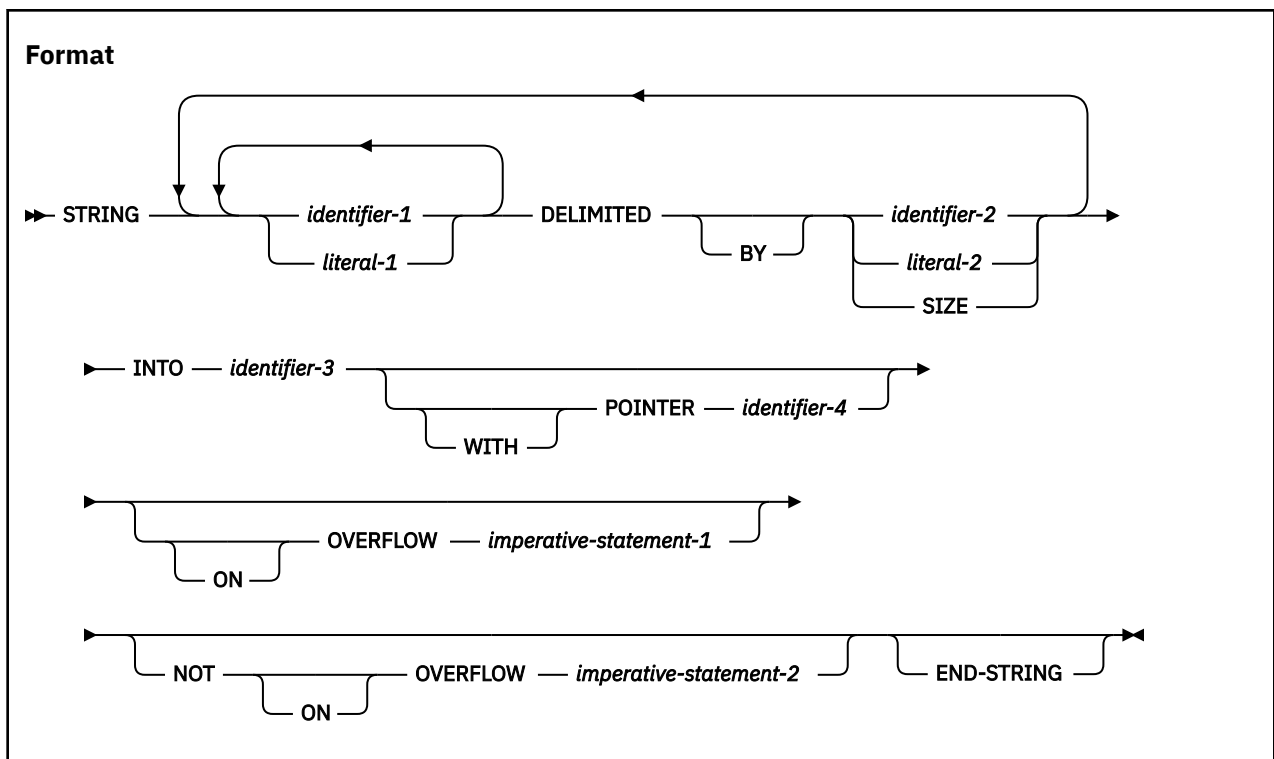 Format
STRING identifier-1 DELIMITED identifier-2
literal-1 BY literal-2
SIZE
INTO identifier-3
POINTER identifier-4
WITH
OVERFLOW imperative-statement-1
ON
NOT OVERFLOW imperative-statement-2 END-STRING
ON